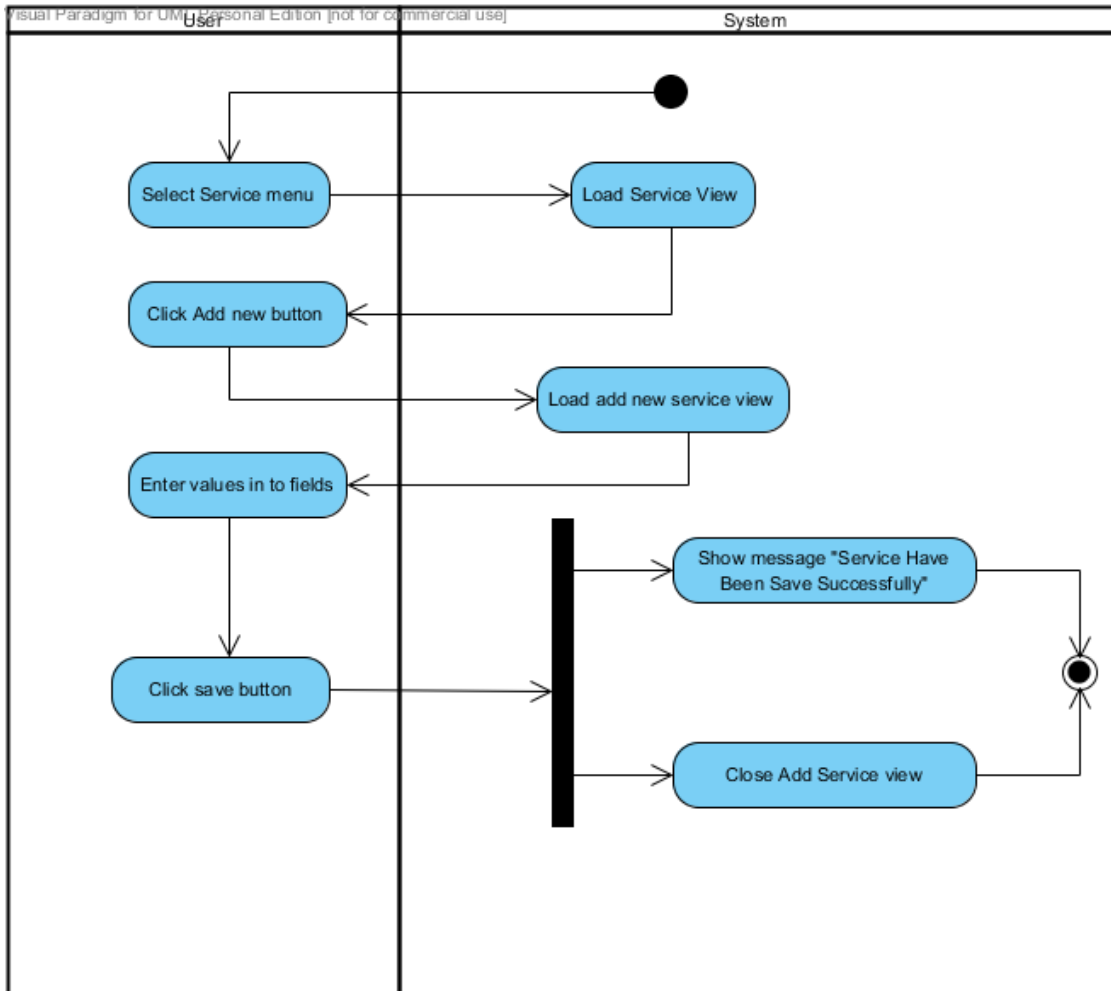 Visual Paradigm for UML Personal Edition [not for commercial use]
User
System
Select Service menu
Load Service View
Click Add new button
Load add new service view
Enter values in to fields
Show message "Service Have
Been Save Successfully"
Click save button
Close Add Service view